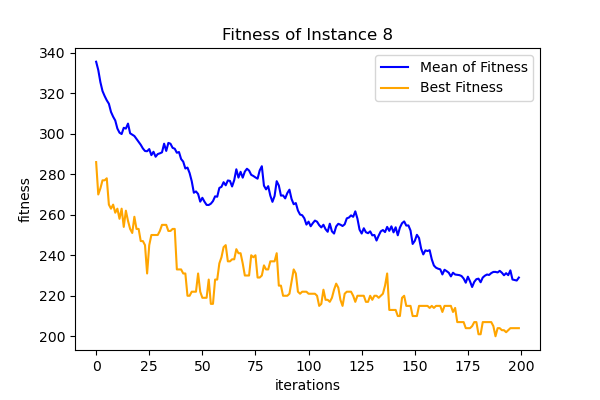 Fitness of Instance 8
340
320
300
280
260
240
220
200
fitness
Mean of Fitness
Best Fitness
0 25 50 75 100 125 150 175 200
iterations